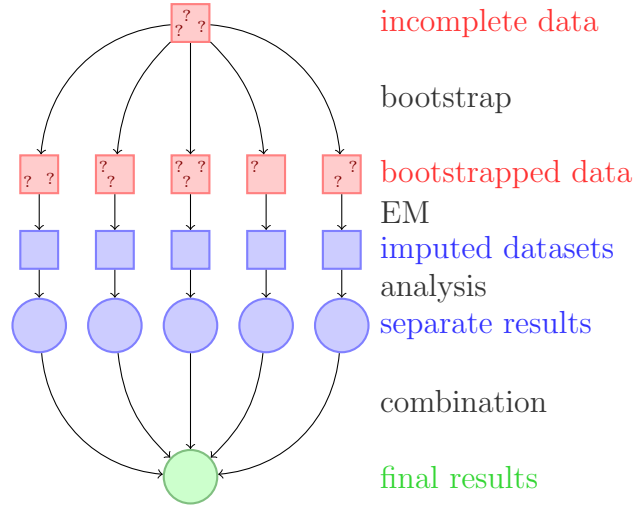 ? ? ? incomplete data
bootstrap
? ? ? ? ? ? ? ? ? ? ? bootstrapped data
EM
imputed datasets
analysis
separate results
combination
final results